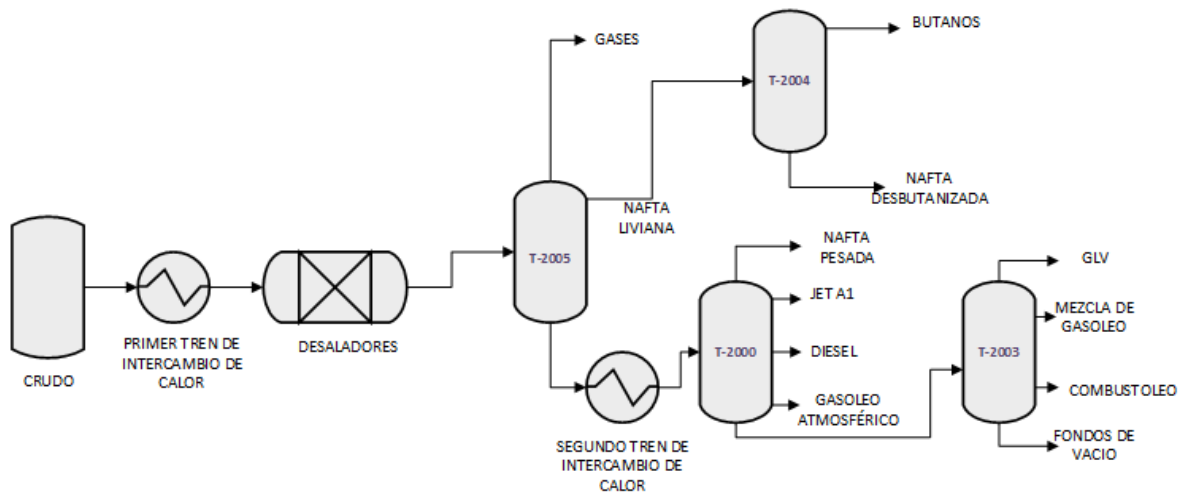 CRUDO
PRIMER TREN DE
INTERCAMBIO DE
CALOR
DESALADORES
T-2005
GASES
NAFTA
LIVIANA
T-2004
BUTANOS
NAFTA
DESBUTANIZADA
SEGUNDO TREN DE
INTERCAMBIO DE
CALOR
T-2000
NAFTA
PESADA
JET A1
DIESEL
GASOLEO
ATMOSFÉRICO
T-2003
GLV
MEZCLA DE
GASOLEO
COMBUSTOLEO
FONDOS DE
VACIO